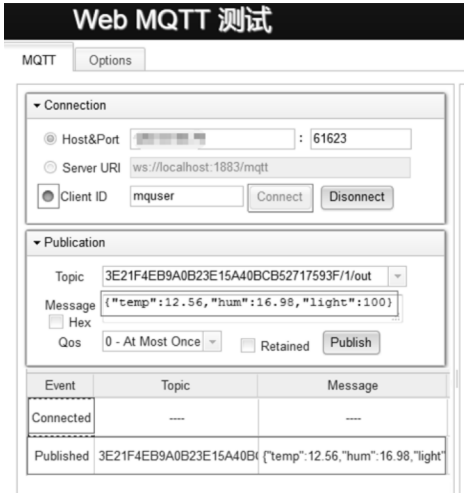 Web MQTT 测试
MQTT
Options
Connection
Host&Port
: 61623
Server URI ws://localhost:1883/mqtt
Client ID mquser Connect Disonnect
Publication
Topic 3E21F4EB9A0B23E15A40BCB52717593F/1/out
Message {"temp":12.56,"hum":16.98,"light":100}
Hex
Qos 0 - At Most Once Retained Publish
Event Topic Message
Connected ---- ----
Published 3E21F4EB9A0B23E15A40B( {"temp":12.56,"hum":16.98,"light"